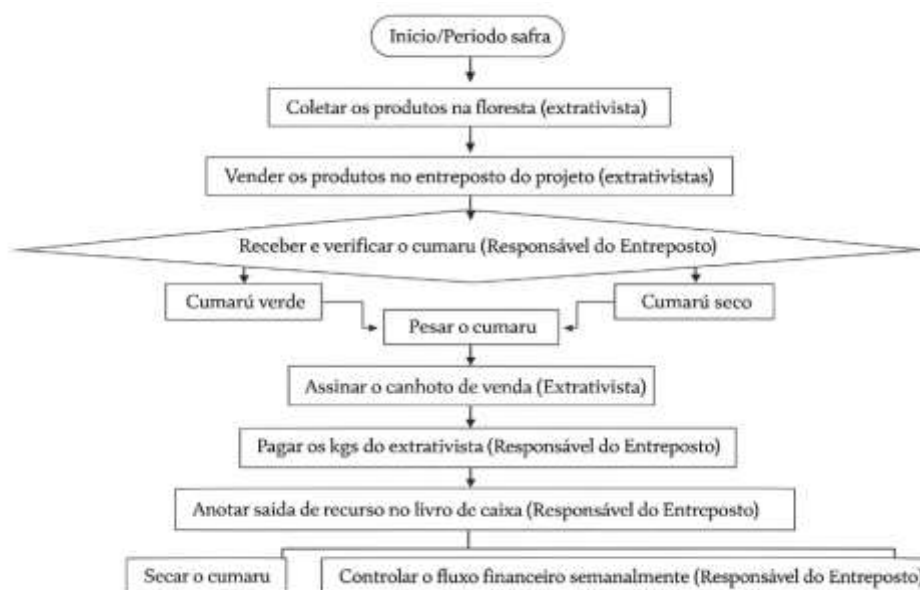 Inicio/Periodo safra
Coletar os produtos na floresta (extrativista)
Vender os produtos no entreposto do projeto (extrativistas)
Receber e verificar o cumaru (Responsável do Entreposto)
Cumarú verde
Cumarú seco
Pesar o cumaru
Assinar o canhoto de venda (Extrativista)
Pagar os kgs do extrativista (Responsável do Entreposto)
Anotar saída de recurso no livro de caixa (Responsável do Entreposto)
Secar o cumaru
Controlar o fluxo financeiro semanalmente (Responsável do Entreposto)